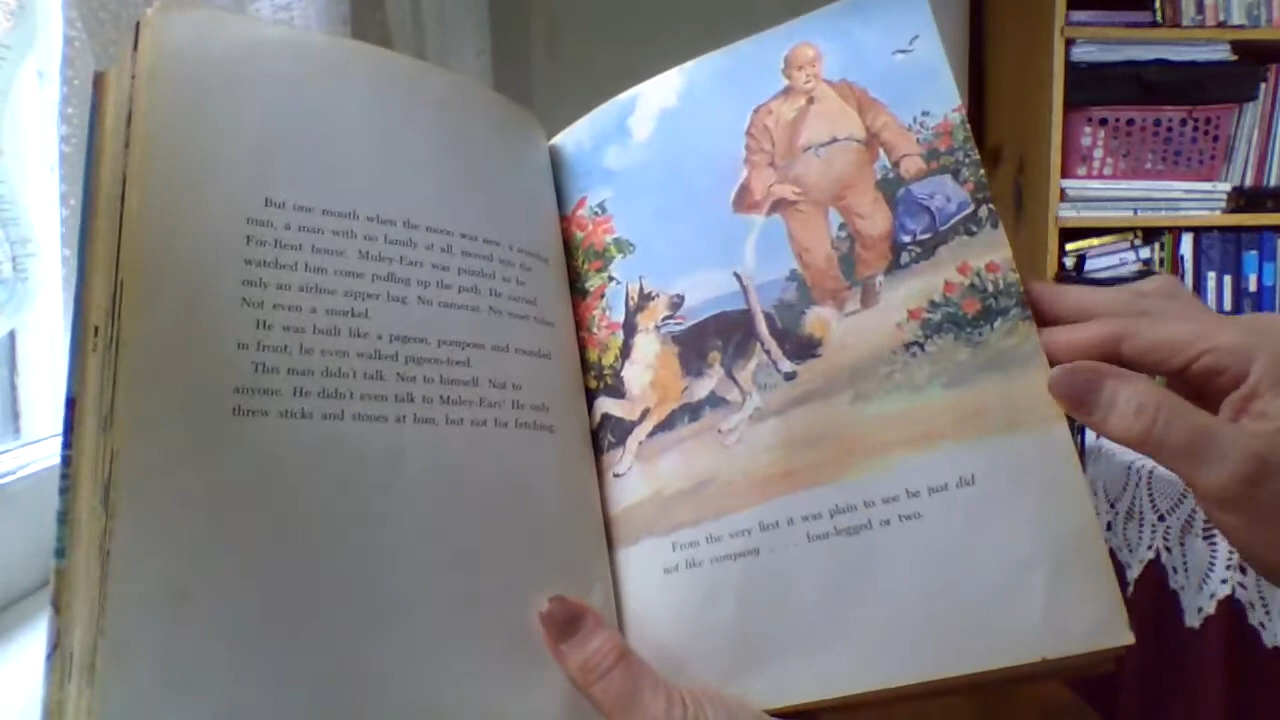 But one month when the moon was new, a
man, a man with no family at all, moved into the
For-Rent house. Muley-Ears was puzzled to be
watched him come puffing up the path. He carried
only an airline zipper bag. No cameras. No
Not even a snorkel.
He was built like a pigeon, pompous and rounded
in front; he even walked pigeon-toed.
This man didn't talk. Not to himself. Not to
anyone. He didn't even talk to Muley-Ears! He only
threw sticks and stones at him, but not for fetching.
From the very first it was plain to see he just did
not like company . . . four-legged or two.